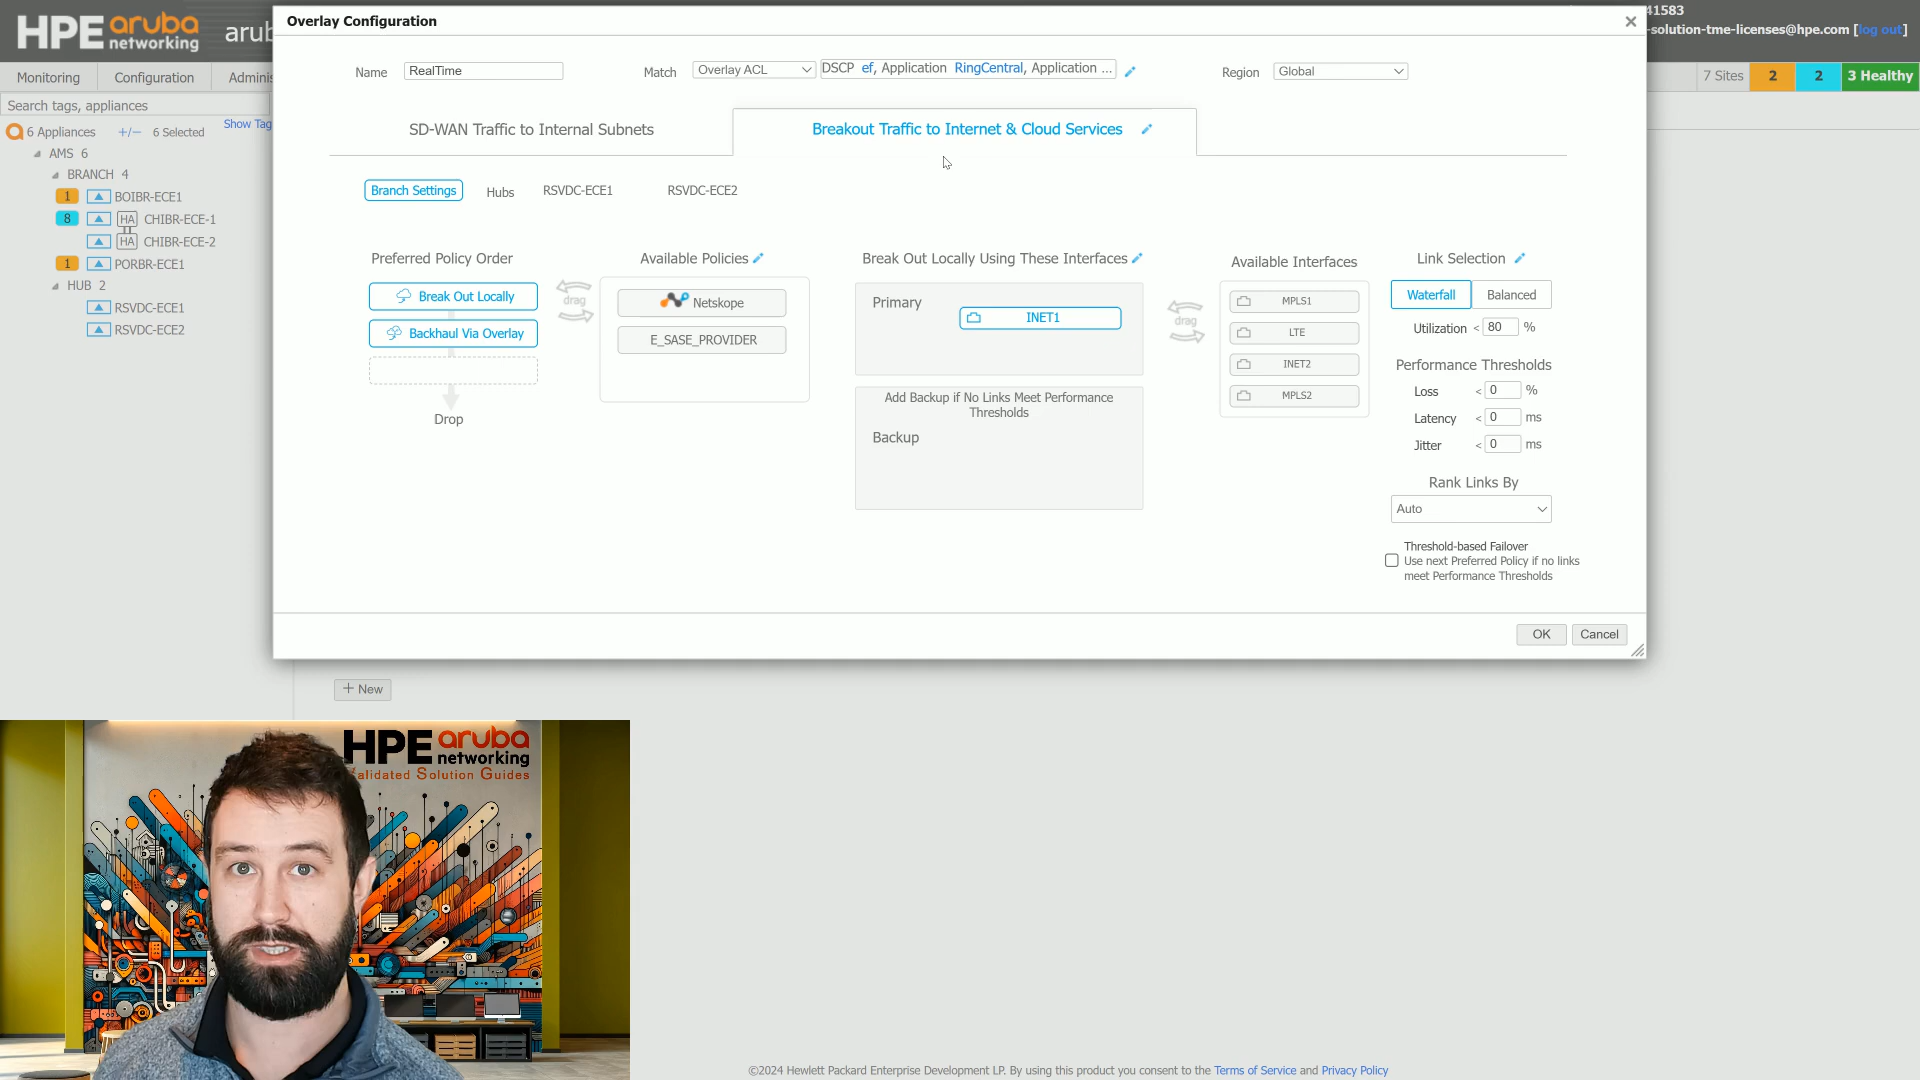 HPE aruba networking
Overlay Configuration
41583
-solution-tme-licenses@hpe.com [log out]
Monitoring Configuration
7 Sites 2 2 3 Healthy
Search tags, appliances
6 Appliances +/− 6 Selected
AMS 6
BRANCH 4
1 BOIBR-ECE1
8 HA CHIBR-ECE-1
HA CHIBR-ECE-2
1 PORBR-ECE1
HUB 2
RSVDC-ECE1
RSVDC-ECE2
Name RealTime
Match Overlay ACL DSCP ef, Application RingCentral, Application ...
Region Global
SD-WAN Traffic to Internal Subnets
Breakout Traffic to Internet & Cloud Services
Branch Settings Hubs RSVDC-ECE1 RSVDC-ECE2
Preferred Policy Order
Break Out Locally
Backhaul Via Overlay
Drop
drag
Available Policies
Netskope
E_SASE_PROVIDER
Break Out Locally Using These Interfaces
Primary
INET1
Add Backup if No Links Meet Performance
Thresholds
Backup
drag
Available Interfaces
MPLS1
LTE
INET2
MPLS2
Link Selection
Waterfall Balanced
Utilization < 80 %
Performance Thresholds
Loss < 0 %
Latency < 0 ms
Jitter < 0 ms
Rank Links By
Auto
Threshold-based Failover
Use next Preferred Policy if no links
meet Performance Thresholds
OK Cancel
+ New
HPE aruba
networking
Validated Solution Guides
©2024 Hewlett Packard Enterprise Development LP. By using this product you consent to the Terms of Service and Privacy Policy